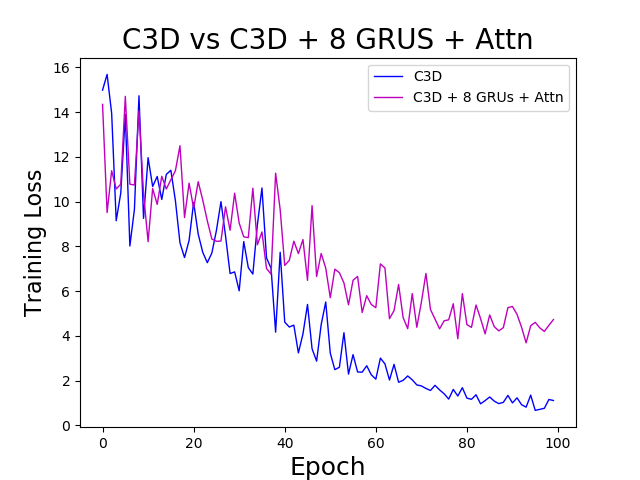 C3D vs C3D + 8 GRUS + Attn
C3D
C3D + 8 GRUs + Attn
Training Loss
16
14
12
10
8
6
4
2
0
0 20 40 60 80 100
Epoch